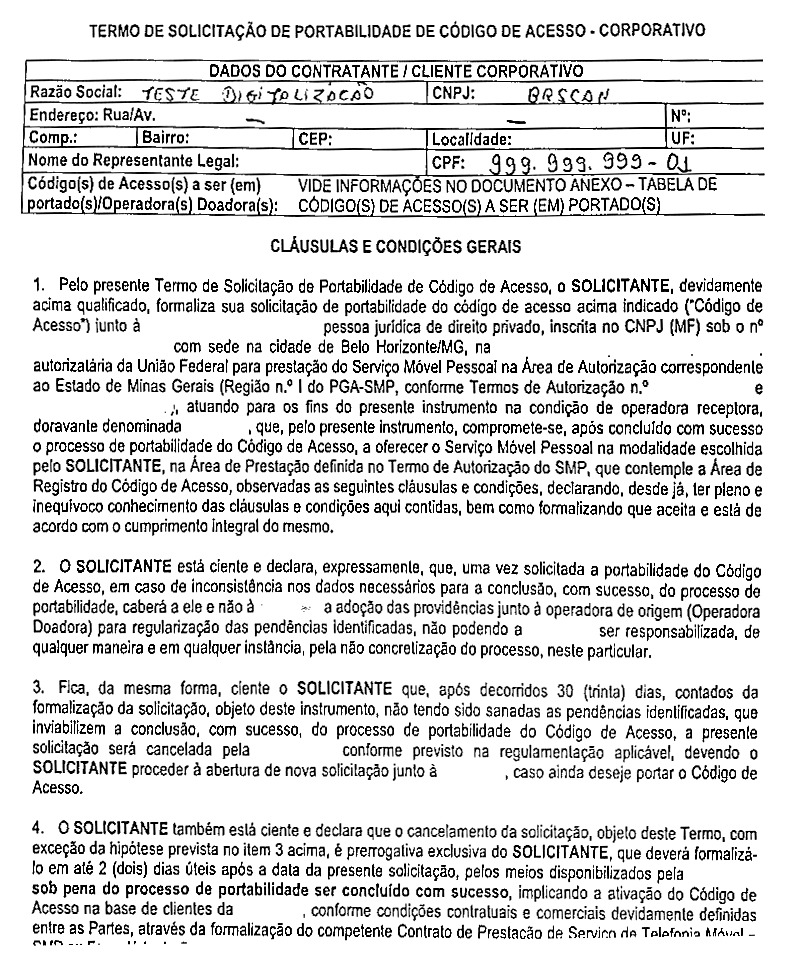 TERMO DE SOLICITAÇÃO DE PORTABILIDADE DE CÓDIGO DE ACESSO - CORPORATIVO
DADOS DO CONTRATANTE / CLIENTE CORPORATIVO
Razão Social: TESTE DIGITALIZACAO CNPJ: BRSCAN
Endereço: Rua/Av. — — Nº:
Comp.: Bairro: CEP: Localidade: UF:
Nome do Representante Legal: CPF: 999.999.999-01
Código(s) de Acesso(s) a ser (em) VIDE INFORMAÇÕES NO DOCUMENTO ANEXO – TABELA DE
portado(s)/Operadora(s) Doadora(s): CÓDIGO(S) DE ACESSO(S) A SER (EM) PORTADO(S)
CLÁUSULAS E CONDIÇÕES GERAIS
1. Pelo presente Termo de Solicitação de Portabilidade de Código de Acesso, o SOLICITANTE, devidamente
acima qualificado, formaliza sua solicitação de portabilidade do código de acesso acima indicado ("Código de
Acesso") junto à pessoa jurídica de direito privado, inscrita no CNPJ (MF) sob o nº
com sede na cidade de Belo Horizonte/MG, na
autorizatária da União Federal para prestação do Serviço Móvel Pessoal na Área de Autorização correspondente
ao Estado de Minas Gerais (Região n.º I do PGA-SMP, conforme Termos de Autorização n.º e
, atuando para os fins do presente instrumento na condição de operadora receptora,
doravante denominada , que, pelo presente instrumento, compromete-se, após concluído com sucesso
o processo de portabilidade do Código de Acesso, a oferecer o Serviço Móvel Pessoal na modalidade escolhida
pelo SOLICITANTE, na Área de Prestação definida no Termo de Autorização do SMP, que contemple a Área de
Registro do Código de Acesso, observadas as seguintes cláusulas e condições, declarando, desde já, ter pleno e
inequívoco conhecimento das cláusulas e condições aqui contidas, bem como formalizando que aceita e está de
acordo com o cumprimento integral do mesmo.
2. O SOLICITANTE está ciente e declara, expressamente, que, uma vez solicitada a portabilidade do Código
de Acesso, em caso de inconsistência nos dados necessários para a conclusão, com sucesso, do processo de
portabilidade, caberá a ele e não à a adoção das providências junto à operadora de origem (Operadora
Doadora) para regularização das pendências identificadas, não podendo a ser responsabilizada, de
qualquer maneira e em qualquer instância, pela não concretização do processo, neste particular.
3. Fica, da mesma forma, ciente o SOLICITANTE que, após decorridos 30 (trinta) dias, contados da
formalização da solicitação, objeto deste instrumento, não tendo sido sanadas as pendências identificadas, que
inviabilizem a conclusão, com sucesso, do processo de portabilidade do Código de Acesso, a presente
solicitação será cancelada pela conforme previsto na regulamentação aplicável, devendo o
SOLICITANTE proceder à abertura de nova solicitação junto à , caso ainda deseje portar o Código de
Acesso.
4. O SOLICITANTE também está ciente e declara que o cancelamento da solicitação, objeto deste Termo, com
exceção da hipótese prevista no item 3 acima, é prerrogativa exclusiva do SOLICITANTE, que deverá formalizá-
lo em até 2 (dois) dias úteis após a data da presente solicitação, pelos meios disponibilizados pela
sob pena do processo de portabilidade ser concluído com sucesso, implicando a ativação do Código de
Acesso na base de clientes da , conforme condições contratuais e comerciais devidamente definidas
entre as Partes, através da formalização do competente Contrato de Prestação de Serviço de Telefonia Móvel –